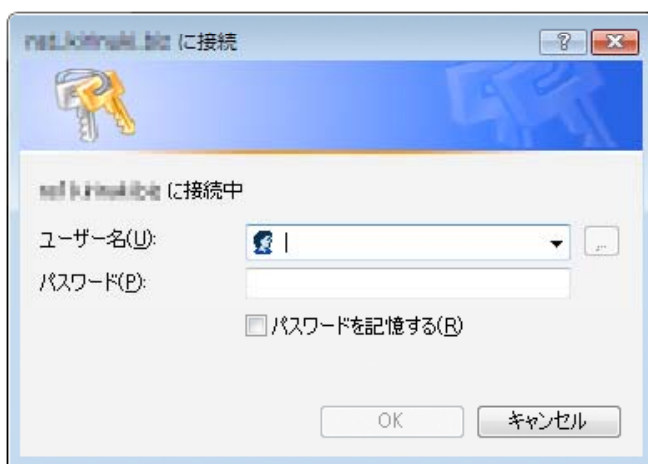 に接続
に接続中
ユーザー名(U):
...
パスワード(P):
パスワードを記憶する(R)
OK キャンセル